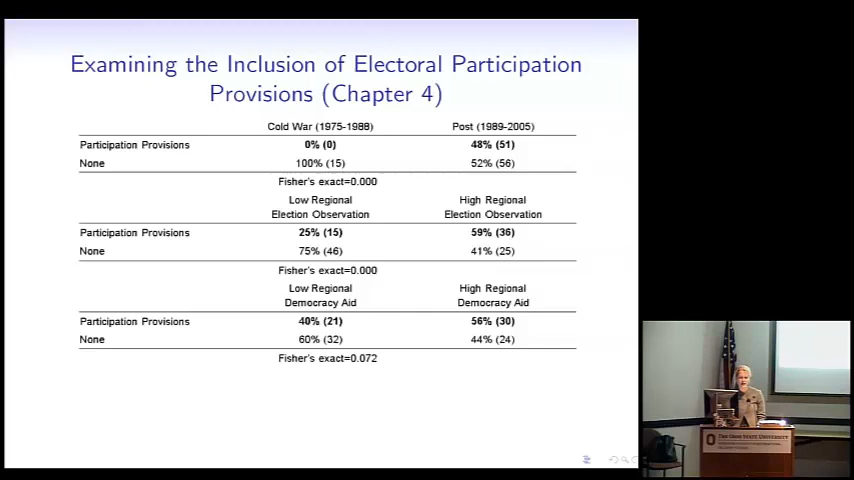 Examining the Inclusion of Electoral Participation
Provisions (Chapter 4)
Cold War (1975-1988) Post (1989-2005)
Participation Provisions 0% (0) 48% (51)
None 100% (15) 52% (56)
Fisher's exact=0.000
Low Regional High Regional
Election Observation Election Observation
Participation Provisions 25% (15) 59% (36)
None 75% (46) 41% (25)
Fisher's exact=0.000
Low Regional High Regional
Democracy Aid Democracy Aid
Participation Provisions 40% (21) 56% (30)
None 60% (32) 44% (24)
Fisher's exact=0.072
THE OHIO STATE UNIVERSITY